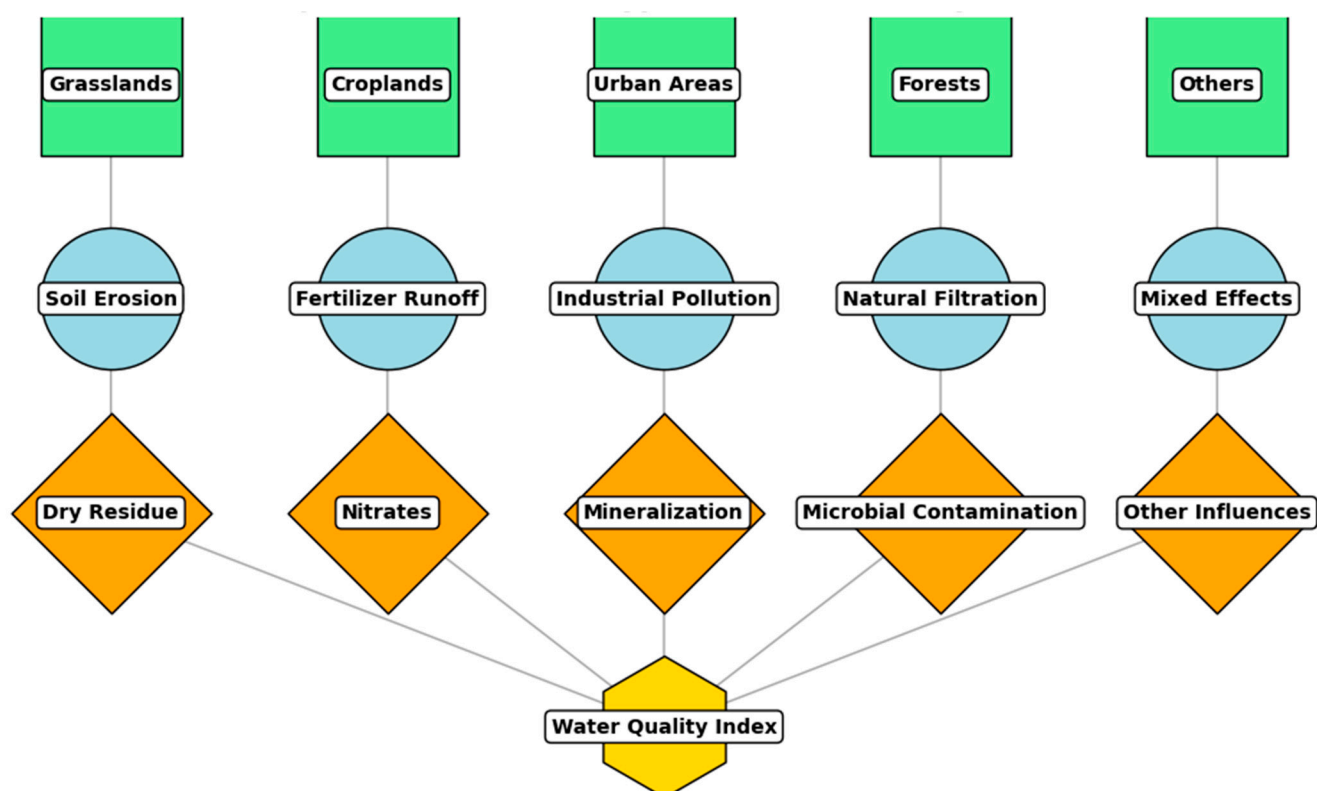 Grasslands
Croplands
Urban Areas
Forests
Others
Soil Erosion
Fertilizer Runoff
Industrial Pollution
Natural Filtration
Mixed Effects
Dry Residue
Nitrates
Mineralization
Microbial Contamination
Other Influences
Water Quality Index